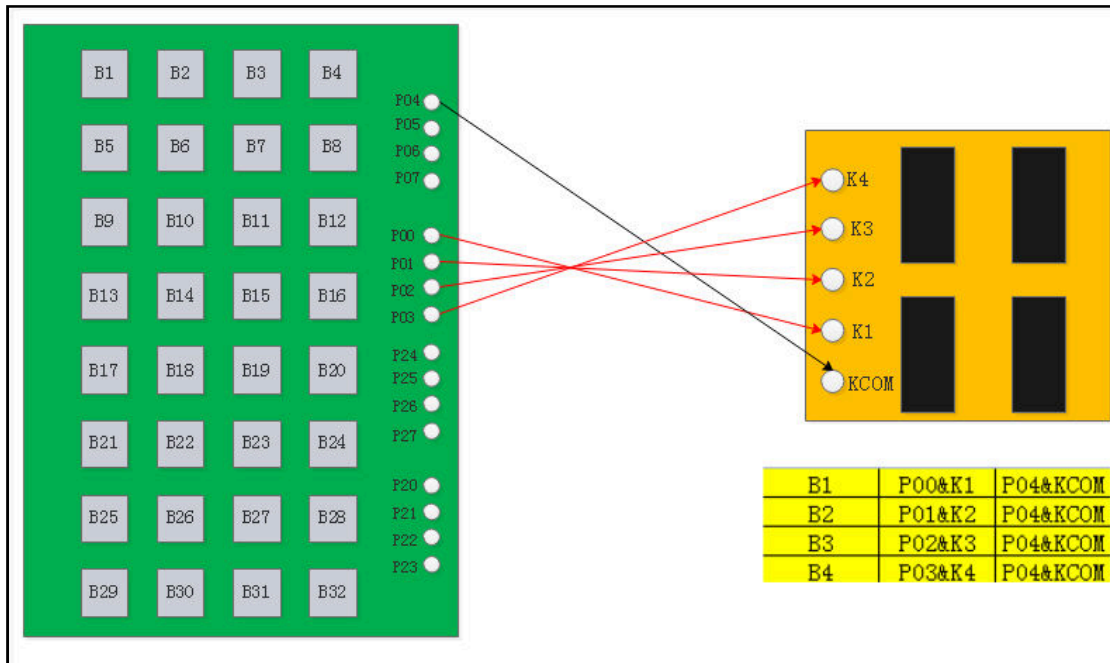 B1 B2 B3 B4
P04
P05
B5 B6 B7 B8
P06
P07
B9 B10 B11 B12
P00
P01
B13 B14 B15 B16
P02
P03
P24
B17 B18 B19 B20
P25
P26
P27
B21 B22 B23 B24
P20
P21
B25 B26 B27 B28
P22
P23
B29 B30 B31 B32
K4
K3
K2
K1
KCOM
B1 P00&K1 P04&KCOM
B2 P01&K2 P04&KCOM
B3 P02&K3 P04&KCOM
B4 P03&K4 P04&KCOM